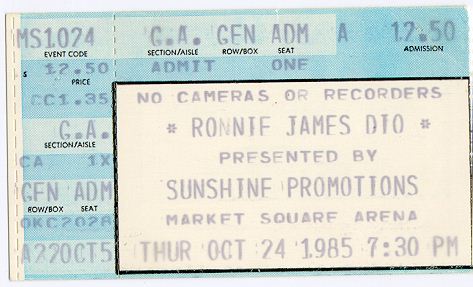 MS1024 G.A. GEN ADM A 12.50
EVENT CODE SECTION/AISLE ROW/BOX SEAT ADMISSION
$ 12.50 ADMIT ONE
CC1.35 NO CAMERAS OR RECORDERS
G.A. * RONNIE JAMES DIO *
SECTION/AISLE
CA 1X PRESENTED BY
GEN ADM SUNSHINE PROMOTIONS
ROW/BOX SEAT
OKC2028 MARKET SQUARE ARENA
A22OCT5 THUR OCT 24 1985 7:30 PM